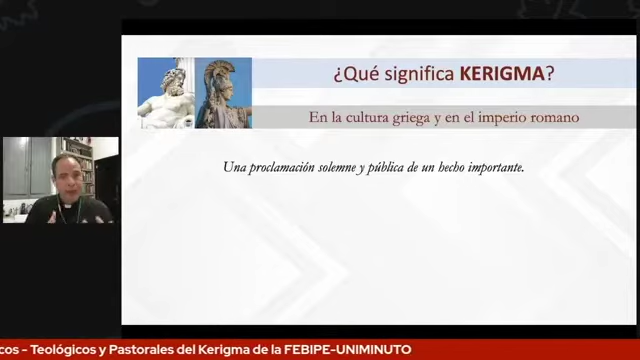 ¿Qué significa KERIGMA?
En la cultura griega y en el imperio romano
Una proclamación solemne y pública de un hecho importante.
cos - Teológicos y Pastorales del Kerigma de la FEBIPE-UNIMINUTO